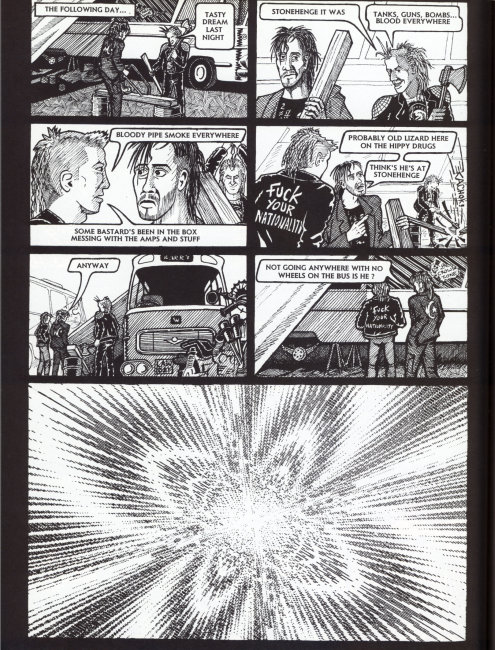 THE FOLLOWING DAY....
TASTY
DREAM
LAST
NIGHT
STONEHENGE IT WAS
TANKS, GUNS, BOMBS...
BLOOD EVERYWHERE
BLOODY PIPE SMOKE EVERYWHERE
SOME BASTARD'S BEEN IN THE BOX
MESSING WITH THE AMPS AND STUFF
PROBABLY OLD LIZARD HERE
ON THE HIPPY DRUGS
THINK'S HE'S AT
STONEHENGE
FUCK
YOUR
NATIONALITY
ANYWAY
NOT GOING ANYWHERE WITH NO
WHEELS ON THE BUS IS HE ?
FUCK
YOUR
NATIONALITY